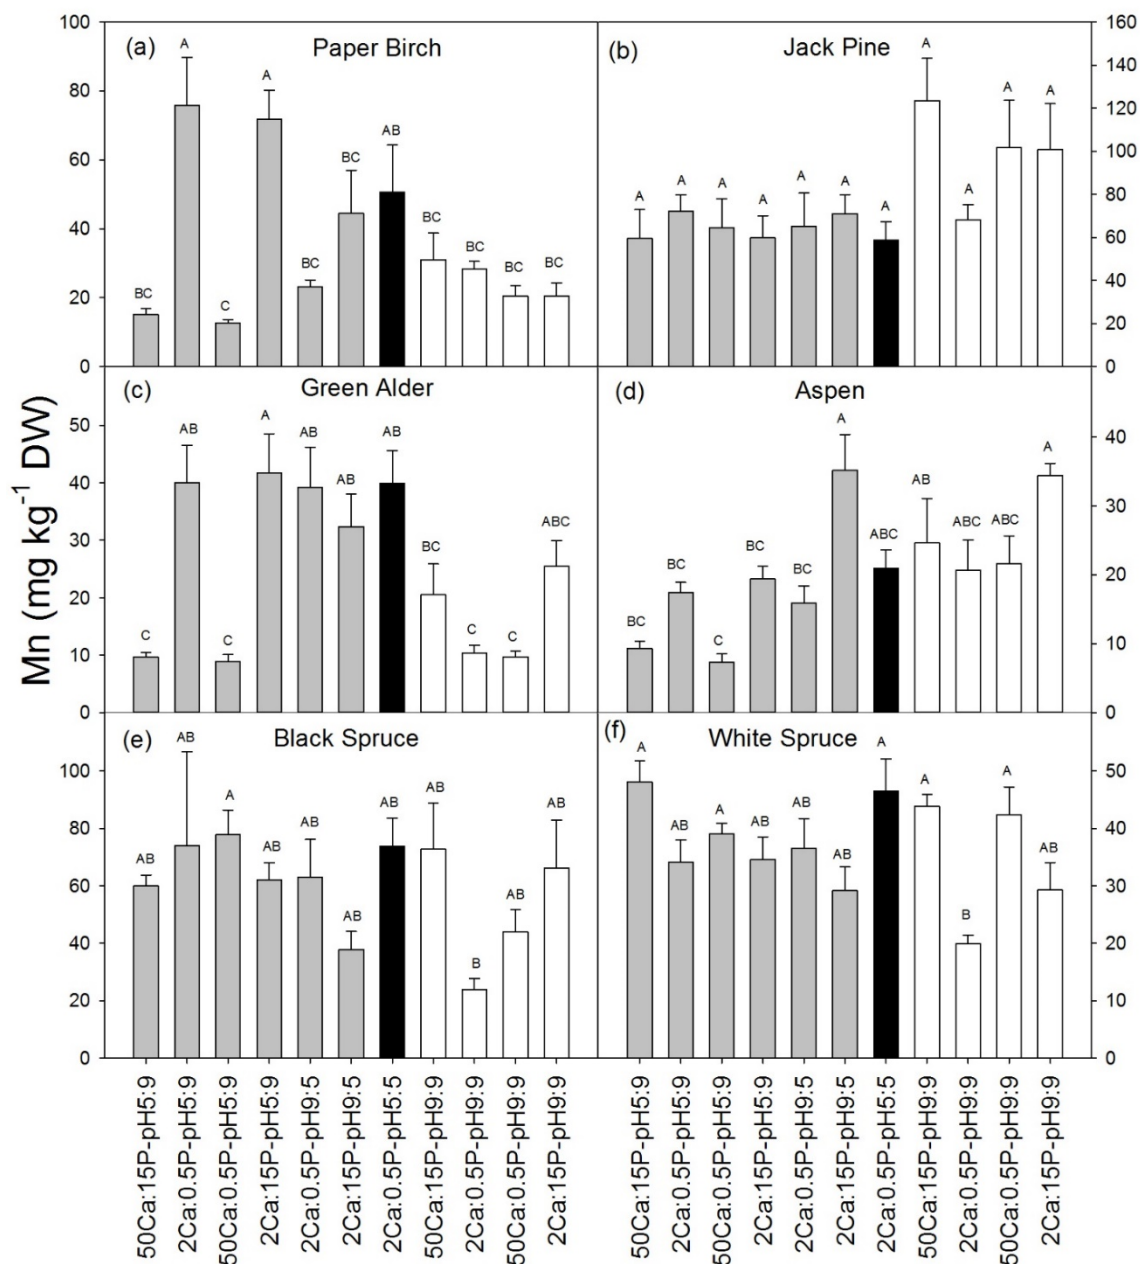 (a) Paper Birch
100
80
60
40
20
0
A
A
AB
BC
C
BC
BC
BC
BC
BC
BC
(b) Jack Pine
160
140
120
100
80
60
40
20
0
A
A
A
A
A
A
A
A
A
A
A
(c) Green Alder
50
40
30
20
10
0
C
AB
C
A
AB
AB
AB
BC
C
C
ABC
(d) Aspen
40
30
20
10
0
BC
BC
C
BC
BC
A
ABC
AB
ABC
ABC
A
(e) Black Spruce
100
80
60
40
20
0
AB
AB
A
AB
AB
AB
AB
AB
B
AB
AB
(f) White Spruce
50
40
30
20
10
0
A
AB
A
AB
AB
AB
A
A
B
A
AB
Mn (mg kg⁻¹ DW)
50Ca:15P-pH5:9
2Ca:0.5P-pH5:9
50Ca:0.5P-pH5:9
2Ca:15P-pH5:9
2Ca:0.5P-pH9:5
2Ca:15P-pH9:5
2Ca:0.5P-pH5:5
50Ca:15P-pH9:9
2Ca:0.5P-pH9:9
50Ca:0.5P-pH9:9
2Ca:15P-pH9:9
50Ca:15P-pH5:9
2Ca:0.5P-pH5:9
50Ca:0.5P-pH5:9
2Ca:15P-pH5:9
2Ca:0.5P-pH9:5
2Ca:15P-pH9:5
2Ca:0.5P-pH5:5
50Ca:15P-pH9:9
2Ca:0.5P-pH9:9
50Ca:0.5P-pH9:9
2Ca:15P-pH9:9